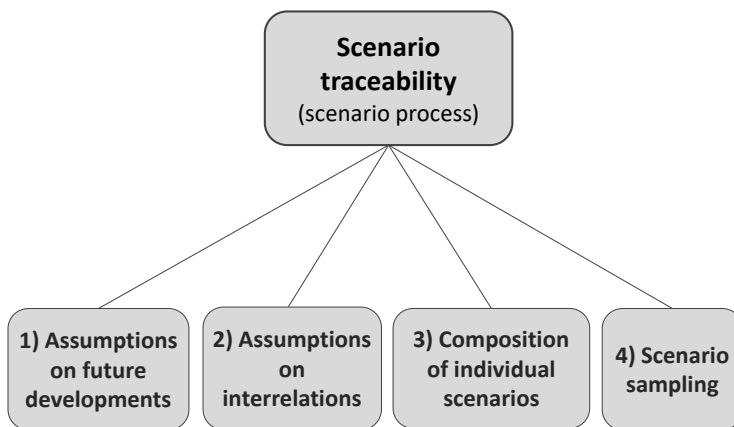 Scenario
traceability
(scenario process)
1) Assumptions
on future
developments
2) Assumptions
on
interrelations
3) Composition
of individual
scenarios
4) Scenario
sampling